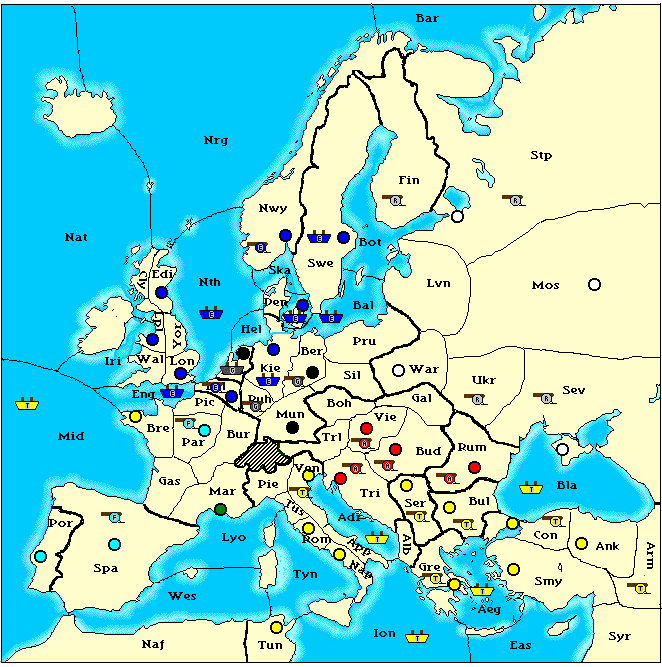 Bar
Nrg
Stp
Fin
R
R
Nwy
Nat
E
E
Swe
Bot
Edi
Cly
Nth
E
Ska
Lvn
Mos
Den
E
E
Bal
Lpl
Yor
Hel
Pru
Iri
Wal
Lon
G
Kie
E
Ber
G
Sil
War
Ukr
R
Sev
R
T
Eng
E
E
Pic
Ruh
G
Mid
Bre
F
Par
Bur
Mun
Boh
Gal
Vie
A
Trl
Bud
A
Rum
A
Gas
Mar
Pie
Ven
T
Tri
A
Ser
T
Bul
T
Bla
T
Por
Spa
F
Lyo
Tus
Rom
Adr
T
App
Nap
Alb
Gre
T
Con
T
Ank
Arm
T
Smy
Wes
Tyn
Aeg
T
Ion
T
Naf
Tun
Eas
Syr